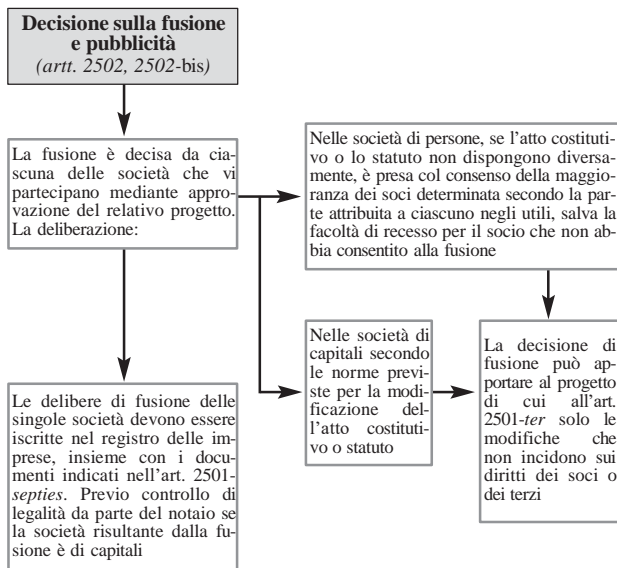 Decisione sulla fusione
e pubblicità
(artt. 2502, 2502-bis)
La fusione è decisa da cia-
scuna delle società che vi
partecipano mediante appro-
vazione del relativo progetto.
La deliberazione:
Nelle società di persone, se l'atto costituti-
vo o lo statuto non dispongono diversa-
mente, è presa col consenso della maggio-
ranza dei soci determinata secondo la par-
te attribuita a ciascuno negli utili, salva la
facoltà di recesso per il socio che non ab-
bia consentito alla fusione
Nelle società di
capitali secondo
le norme previ-
ste per la modi-
ficazione del-
l'atto costituti-
vo o statuto
La decisione di
fusione può ap-
portare al progetto
di cui all'art.
2501-ter solo le
modifiche che
non incidono sui
diritti dei soci o
dei terzi
Le delibere di fusione delle
singole società devono essere
iscritte nel registro delle im-
prese, insieme con i docu-
menti indicati nell'art. 2501-
septies. Previo controllo di
legalità da parte del notaio se
la società risultante dalla fu-
sione è di capitali